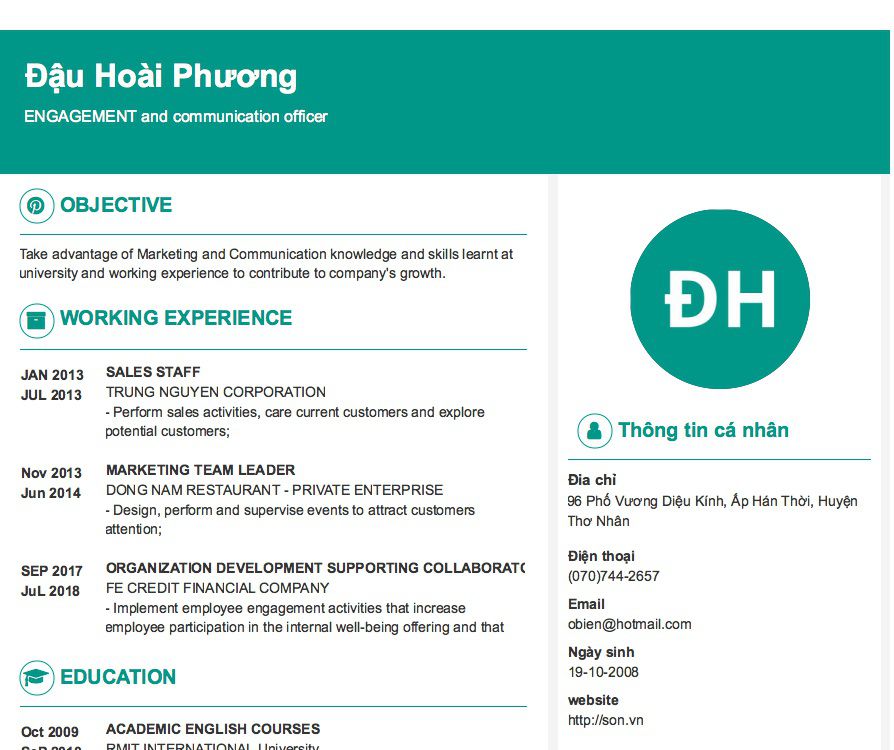 Đậu Hoài Phương
ENGAGEMENT and communication officer
OBJECTIVE
Take advantage of Marketing and Communication knowledge and skills learnt at
university and working experience to contribute to company's growth.
WORKING EXPERIENCE
JAN 2013
JUL 2013
SALES STAFF
TRUNG NGUYEN CORPORATION
- Perform sales activities, care current customers and explore
potential customers;
Nov 2013
Jun 2014
MARKETING TEAM LEADER
DONG NAM RESTAURANT - PRIVATE ENTERPRISE
- Design, perform and supervise events to attract customers
attention;
SEP 2017
JuL 2018
ORGANIZATION DEVELOPMENT SUPPORTING
FE CREDIT FINANCIAL COMPANY
- Implement employee engagement activities that increase
employee participation in the internal well-being offering and that
EDUCATION
Oct 2009
ACADEMIC ENGLISH COURSES
RMIT INTERNATIONAL University
ĐH
Thông tin cá nhân
Đia chỉ
96 Phố Vương Diệu Kính, Ấp Hán Thời, Huyện
Thơ Nhân
Điện thoại
(070)744-2657
Email
obien@hotmail.com
Ngày sinh
19-10-2008
website
http://son.vn